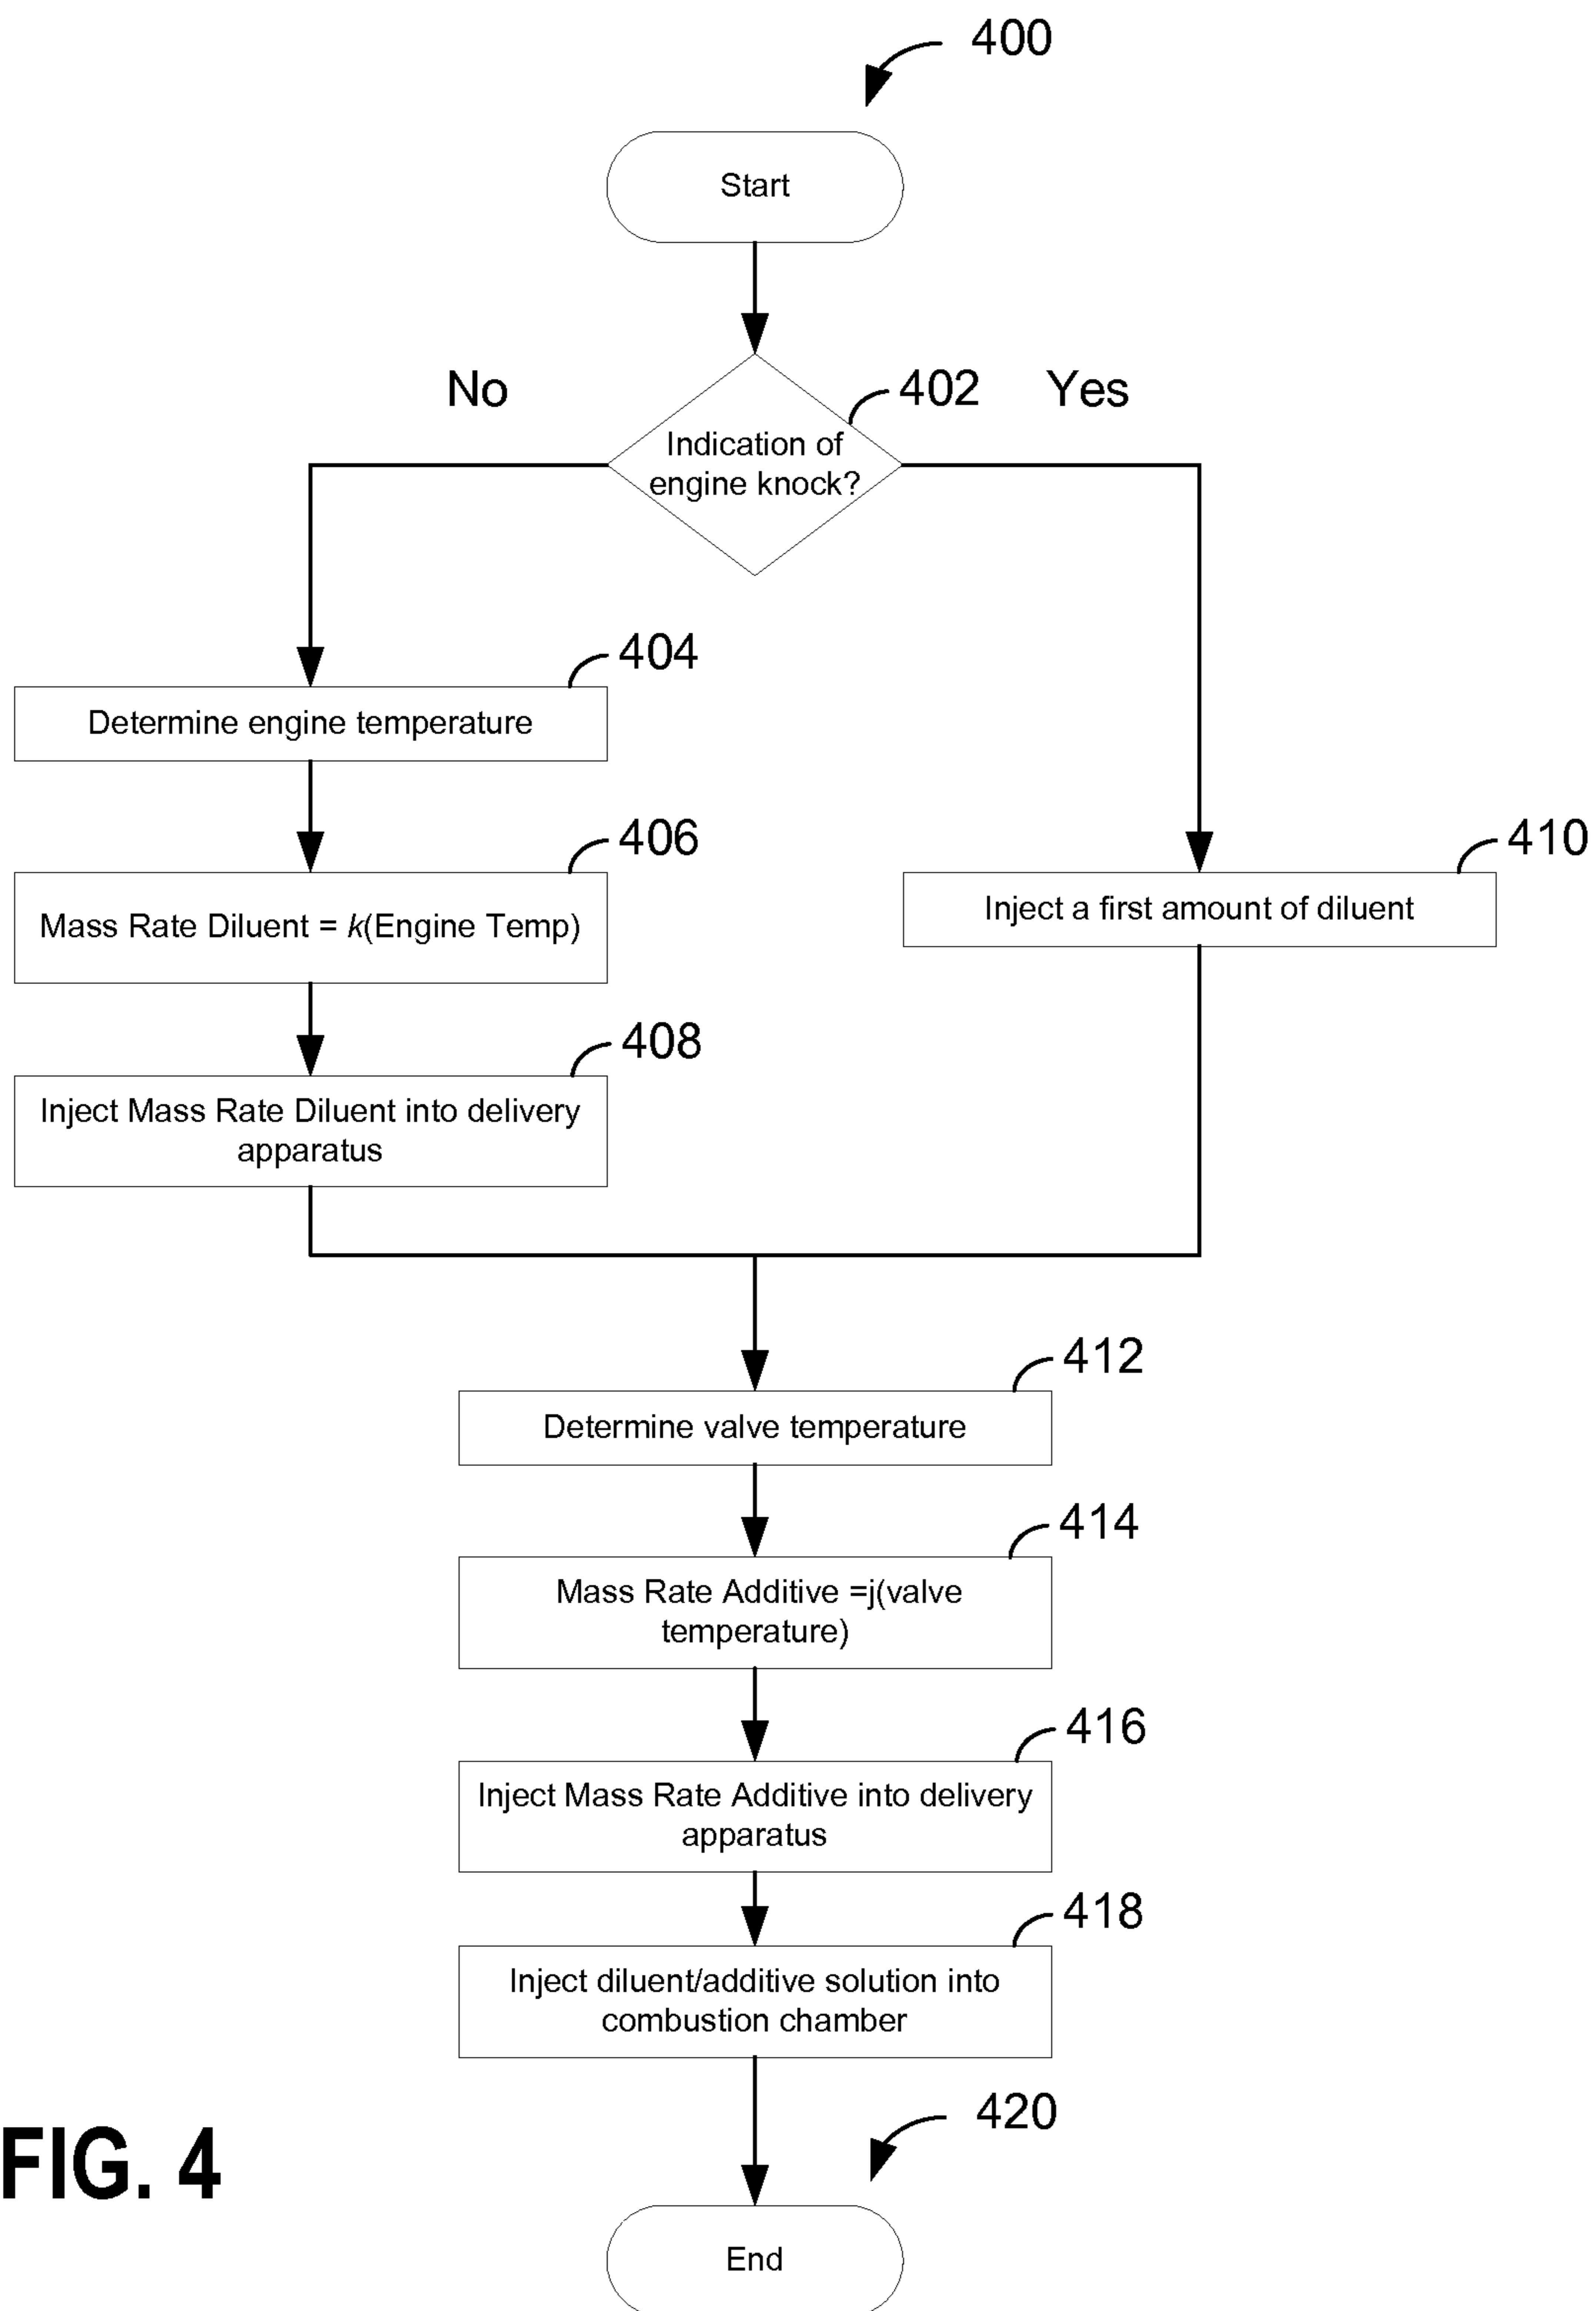 400
Start
No
402
Yes
Indication of
engine knock?
404
Determine engine temperature
406
410
Mass Rate Diluent = k(Engine Temp)
Inject a first amount of diluent
408
Inject Mass Rate Diluent into delivery
apparatus
412
Determine valve temperature
414
Mass Rate Additive =j(valve
temperature)
416
Inject Mass Rate Additive into delivery
apparatus
418
Inject diluent/additive solution into
combustion chamber
420
FIG. 4
End